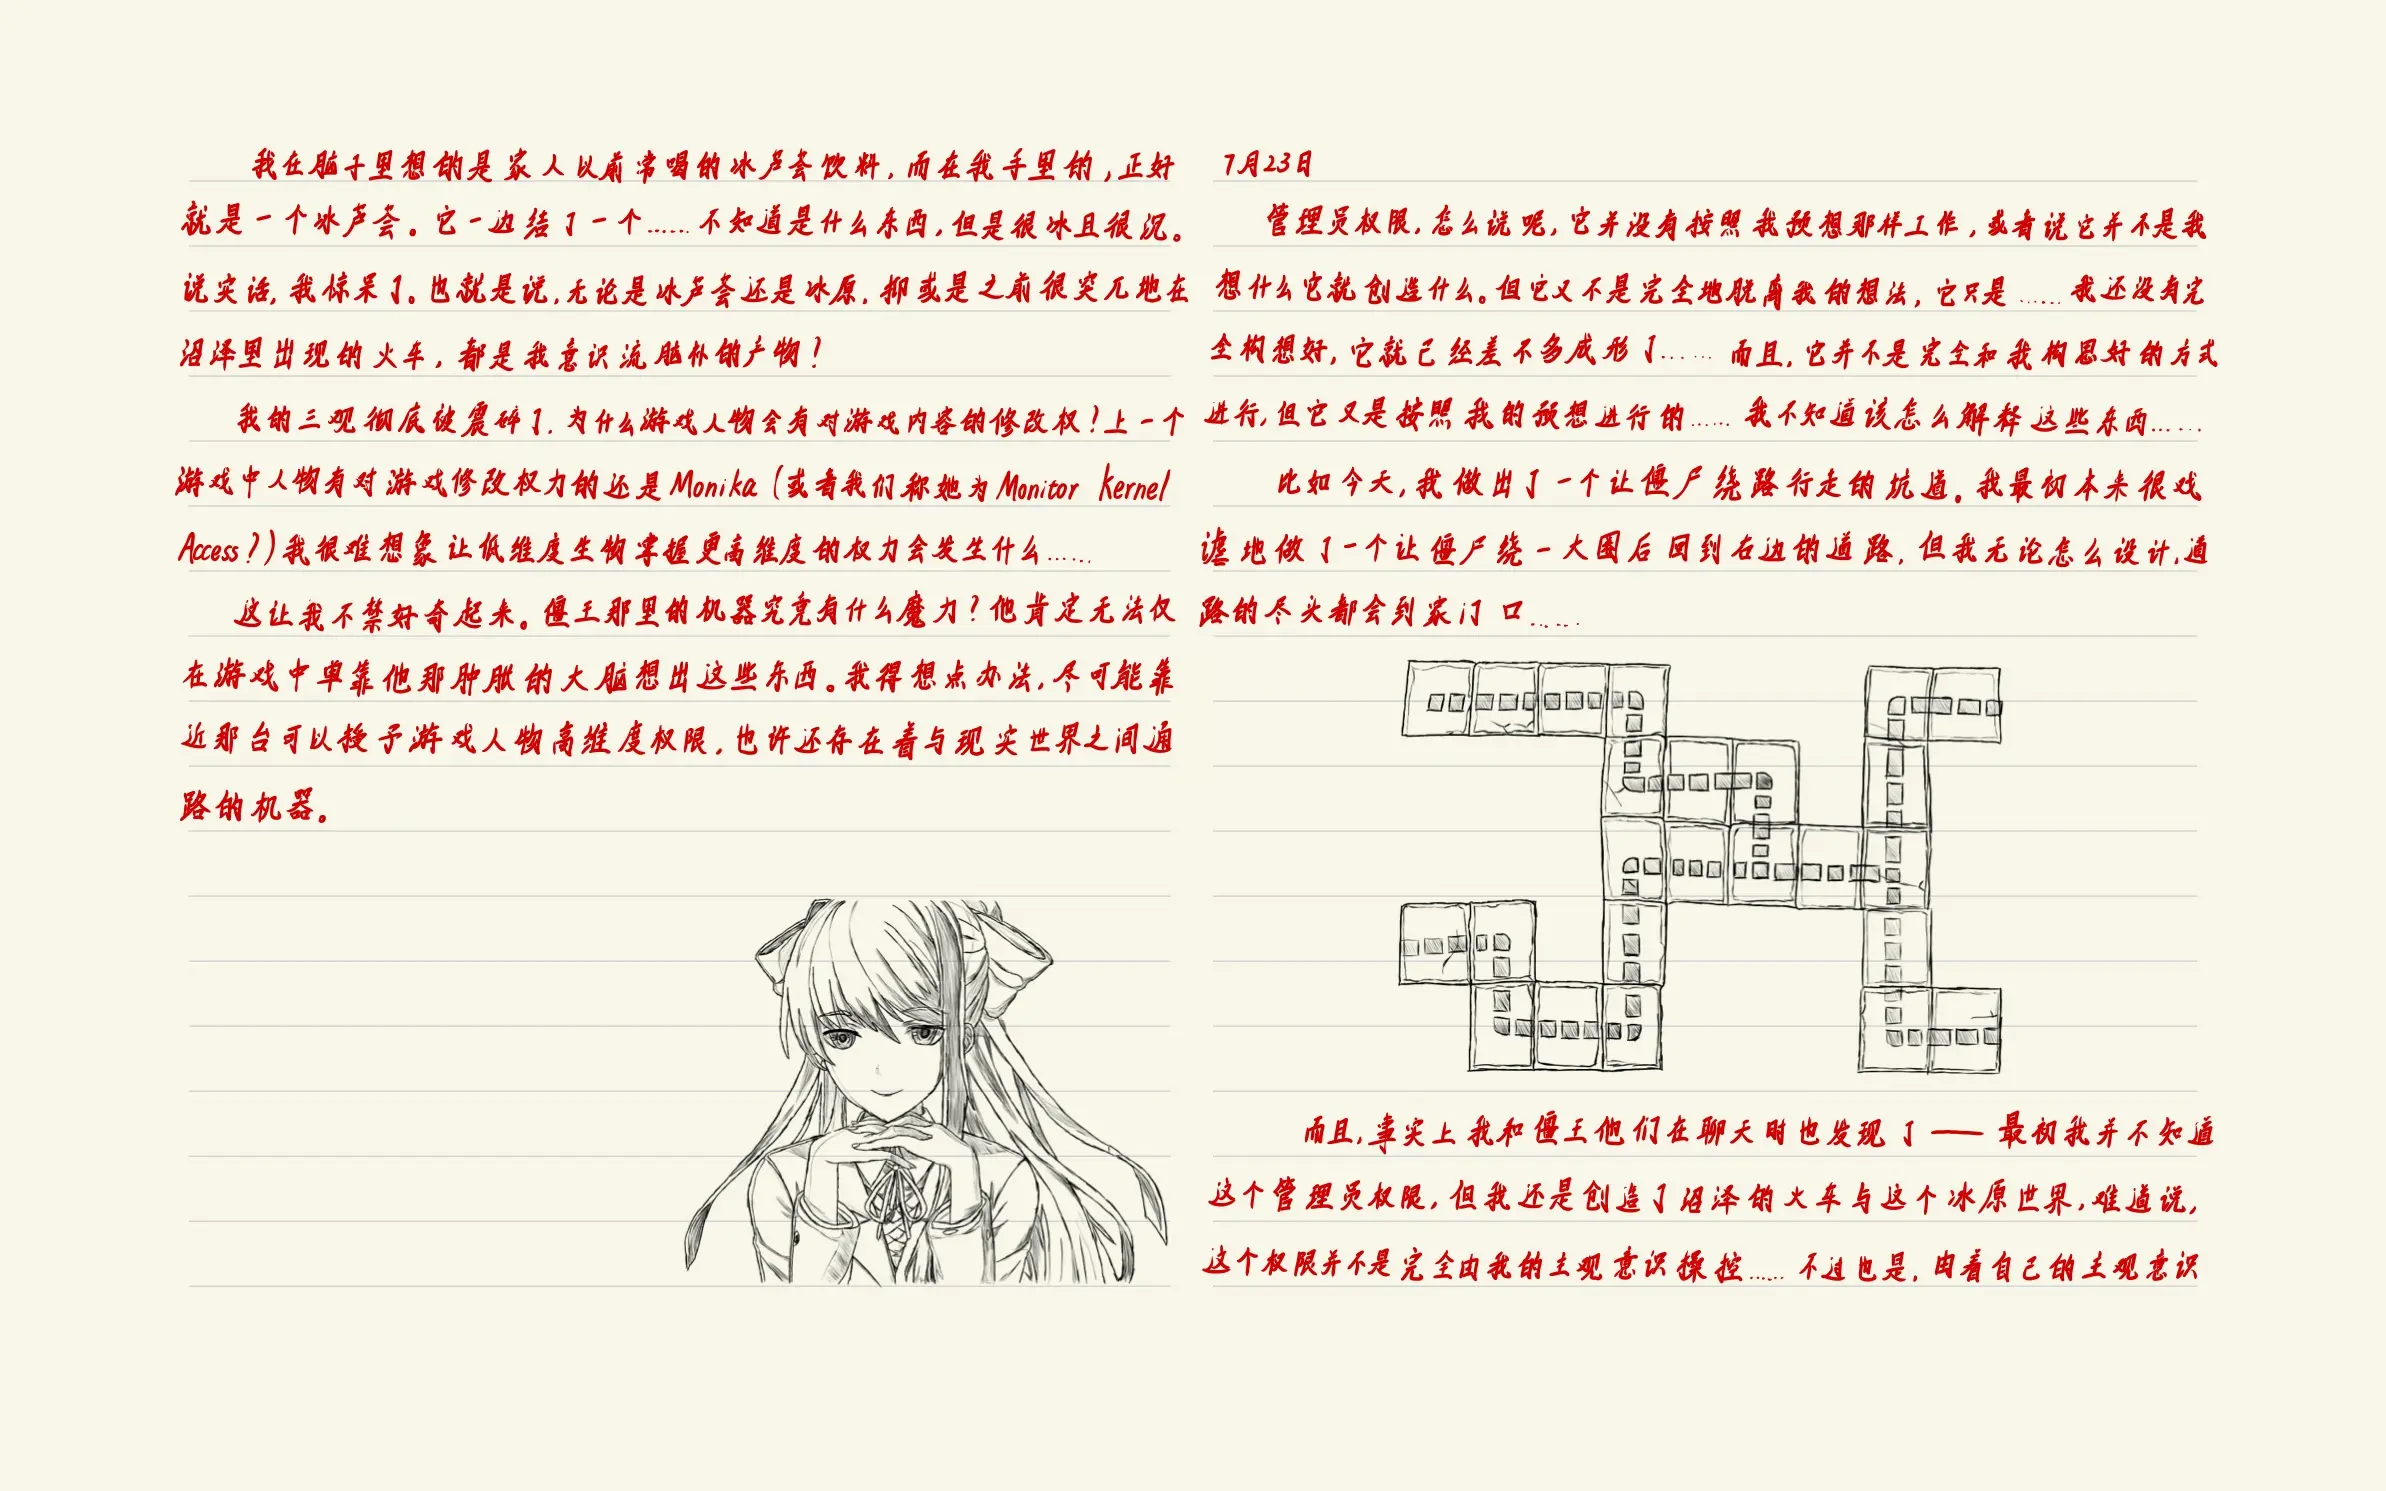 我在脑子里想的是家人以前常喝的冰芦荟饮料，而在我手里的，正好
就是一个冰芦荟。它一边结了一个……不知道是什么东西，但是很冰且很沉。
说实话，我惊呆了。也就是说，无论是冰芦荟还是冰原，抑或是之前很突兀地在
沼泽里出现的火车，都是我意识流脑补的产物？
我的三观彻底被震碎了，为什么游戏人物会有对游戏内容的修改权？上一个
游戏中人物有对游戏修改权力的还是Monika（或者我们称她为Monitor kernel
Access？）我很难想象让低维度生物掌握更高维度的权力会发生什么……
这让我不禁好奇起来。僵王那里的机器究竟有什么魔力？他肯定无法仅
在游戏中单靠他那肿胀的大脑想出这些东西。我得想点办法，尽可能靠
近那台可以授予游戏人物高维度权限，也许还存在着与现实世界之间通
路的机器。
7月23日
管理员权限，怎么说呢，它并没有按照我预想那样工作，或者说它并不是我
想什么它就创造什么。但它又不是完全地脱离我的想法，它只是……我还没有完
全构想好，它就已经差不多成形了……而且，它并不是完全和我构思好的方式
进行，但它又是按照我的预想进行的……我不知道该怎么解释这些东西……
比如今天，我做出了一个让僵尸绕路行走的坑道。我最初本来很戏
谑地做了一个让僵尸绕一大圈后回到右边的道路，但我无论怎么设计，道
路的尽头都会到家门口……
而且，事实上我和僵王他们在聊天时也发现了——最初我并不知道
这个管理员权限，但我还是创造了沼泽的火车与这个冰原世界，难道说，
这个权限并不是完全由我的主观意识操控……不过也是，由着自己的主观意识